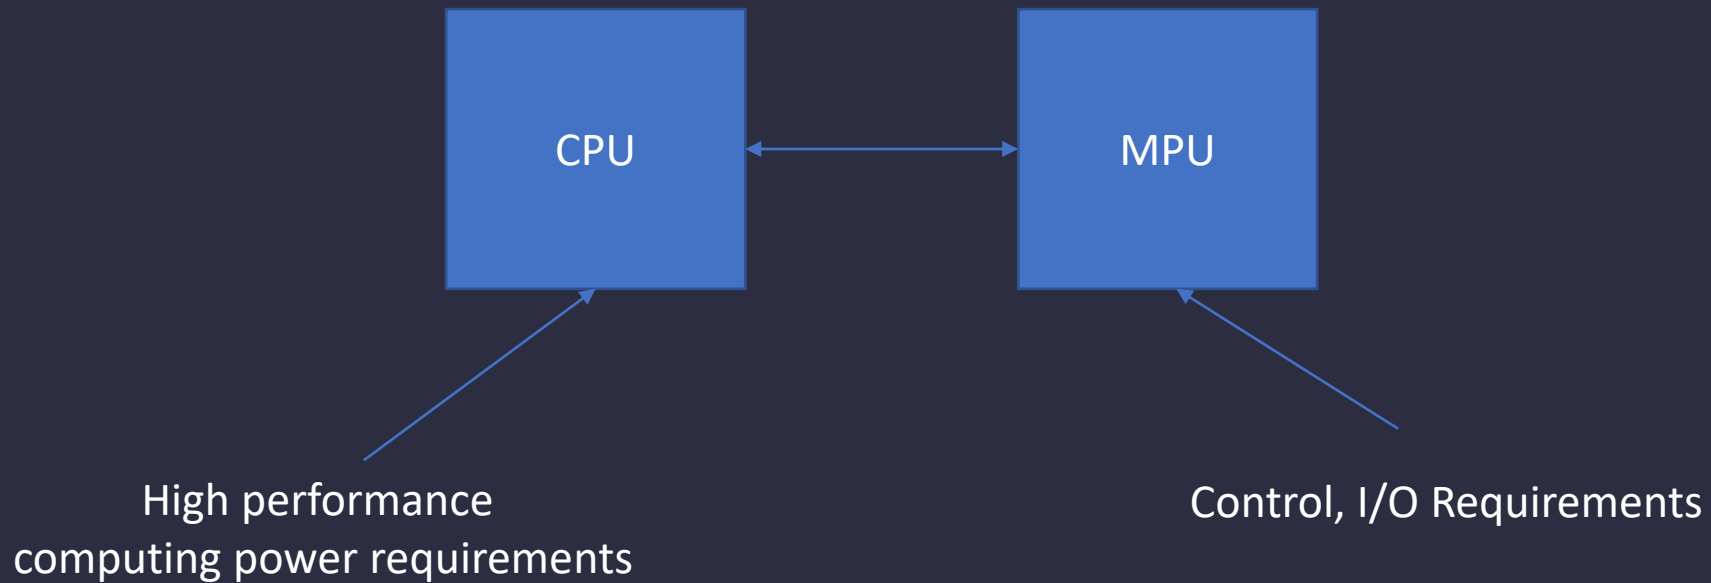 CPU
MPU
High performance
computing power requirements
Control, I/O Requirements